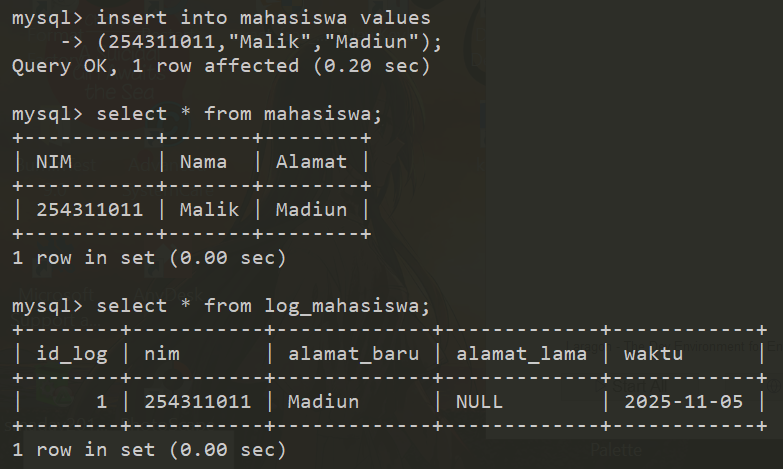 mysql> insert into mahasiswa values
    -> (254311011,"Malik","Madiun");
Query OK, 1 row affected (0.20 sec)
mysql> select * from mahasiswa;
+-----------+-------+--------+
| NIM       | Nama  | Alamat |
+-----------+-------+--------+
| 254311011 | Malik | Madiun |
+-----------+-------+--------+
1 row in set (0.00 sec)
mysql> select * from log_mahasiswa;
+--------+-----------+-------------+-------------+------------+
| id_log | nim       | alamat_baru | alamat_lama | waktu      |
+--------+-----------+-------------+-------------+------------+
|      1 | 254311011 | Madiun      | NULL        | 2025-11-05 |
+--------+-----------+-------------+-------------+------------+
1 row in set (0.00 sec)
Palette